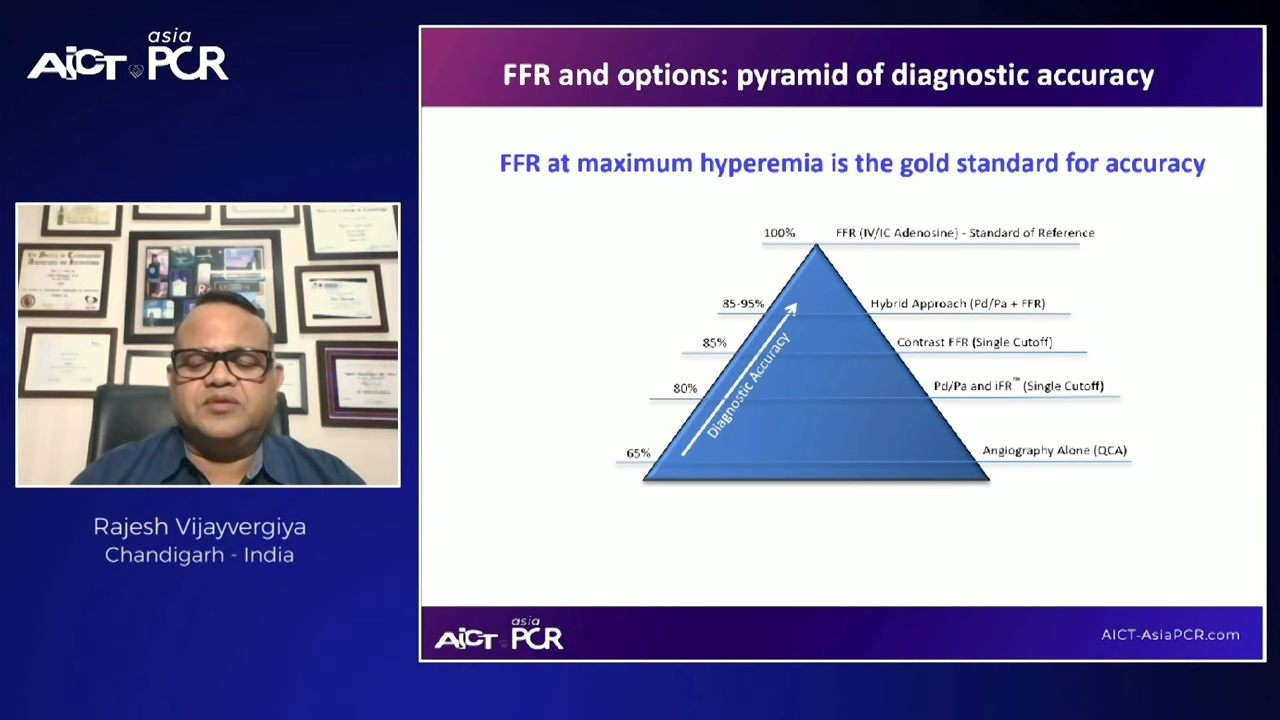 asia
AICT PCR
FFR and options: pyramid of diagnostic accuracy
FFR at maximum hyperemia is the gold standard for accuracy
100% FFR (IV/IC Adenosine) - Standard of Reference
85-95% Hybrid Approach (Pd/Pa + FFR)
85% Contrast FFR (Single Cutoff)
80% Pd/Pa and iFR™ (Single Cutoff)
65% Angiography Alone (QCA)
Diagnostic Accuracy
Rajesh Vijayvergiya
Chandigarh - India
asia
AICT PCR
AICT-AsiaPCR.com